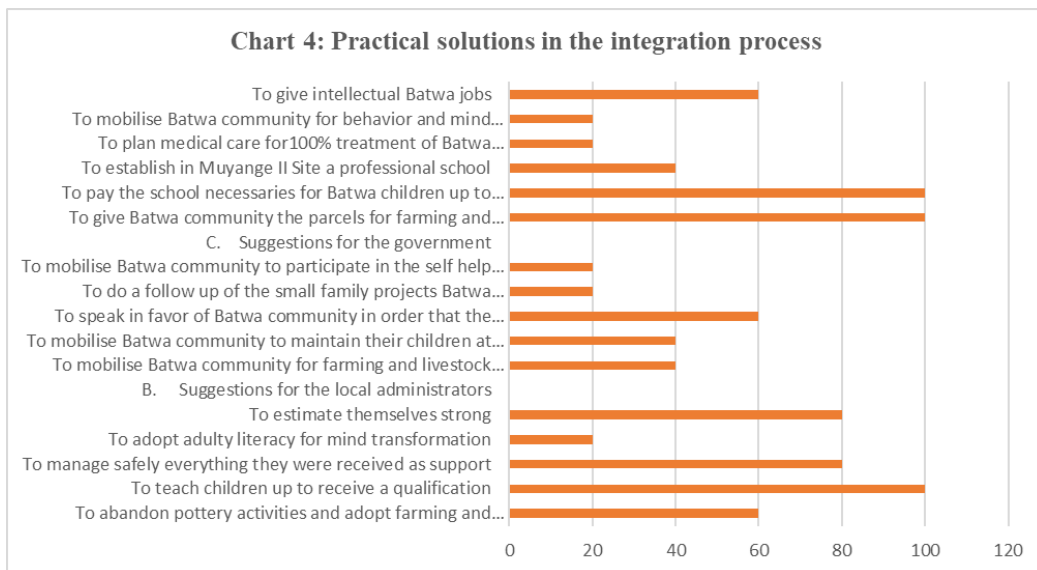 Chart 4: Practical solutions in the integration process
To give intellectual Batwa jobs
To mobilise Batwa community for behavior and mind...
To plan medical care for100% treatment of Batwa...
To establish in Muyange II Site a professional school
To pay the school necessaries for Batwa children up to...
To give Batwa community the parcels for farming and...
C. Suggestions for the government
To mobilise Batwa community to participate in the self help...
To do a follow up of the small family projects Batwa...
To speak in favor of Batwa community in order that the...
To mobilise Batwa community to maintain their children at...
To mobilise Batwa community for farming and livestock...
B. Suggestions for the local administrators
To estimate themselves strong
To adopt adulty literacy for mind transformation
To manage safely everything they were received as support
To teach children up to receive a qualification
To abandon pottery activities and adopt farming and...
0 20 40 60 80 100 120